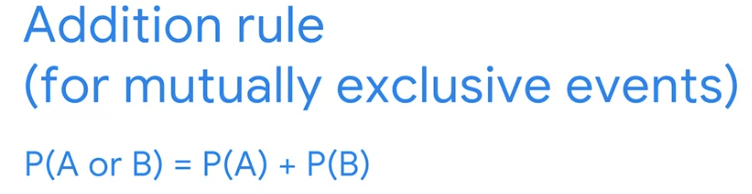 Addition rule
(for mutually exclusive events)
P(A or B) = P(A) + P(B)